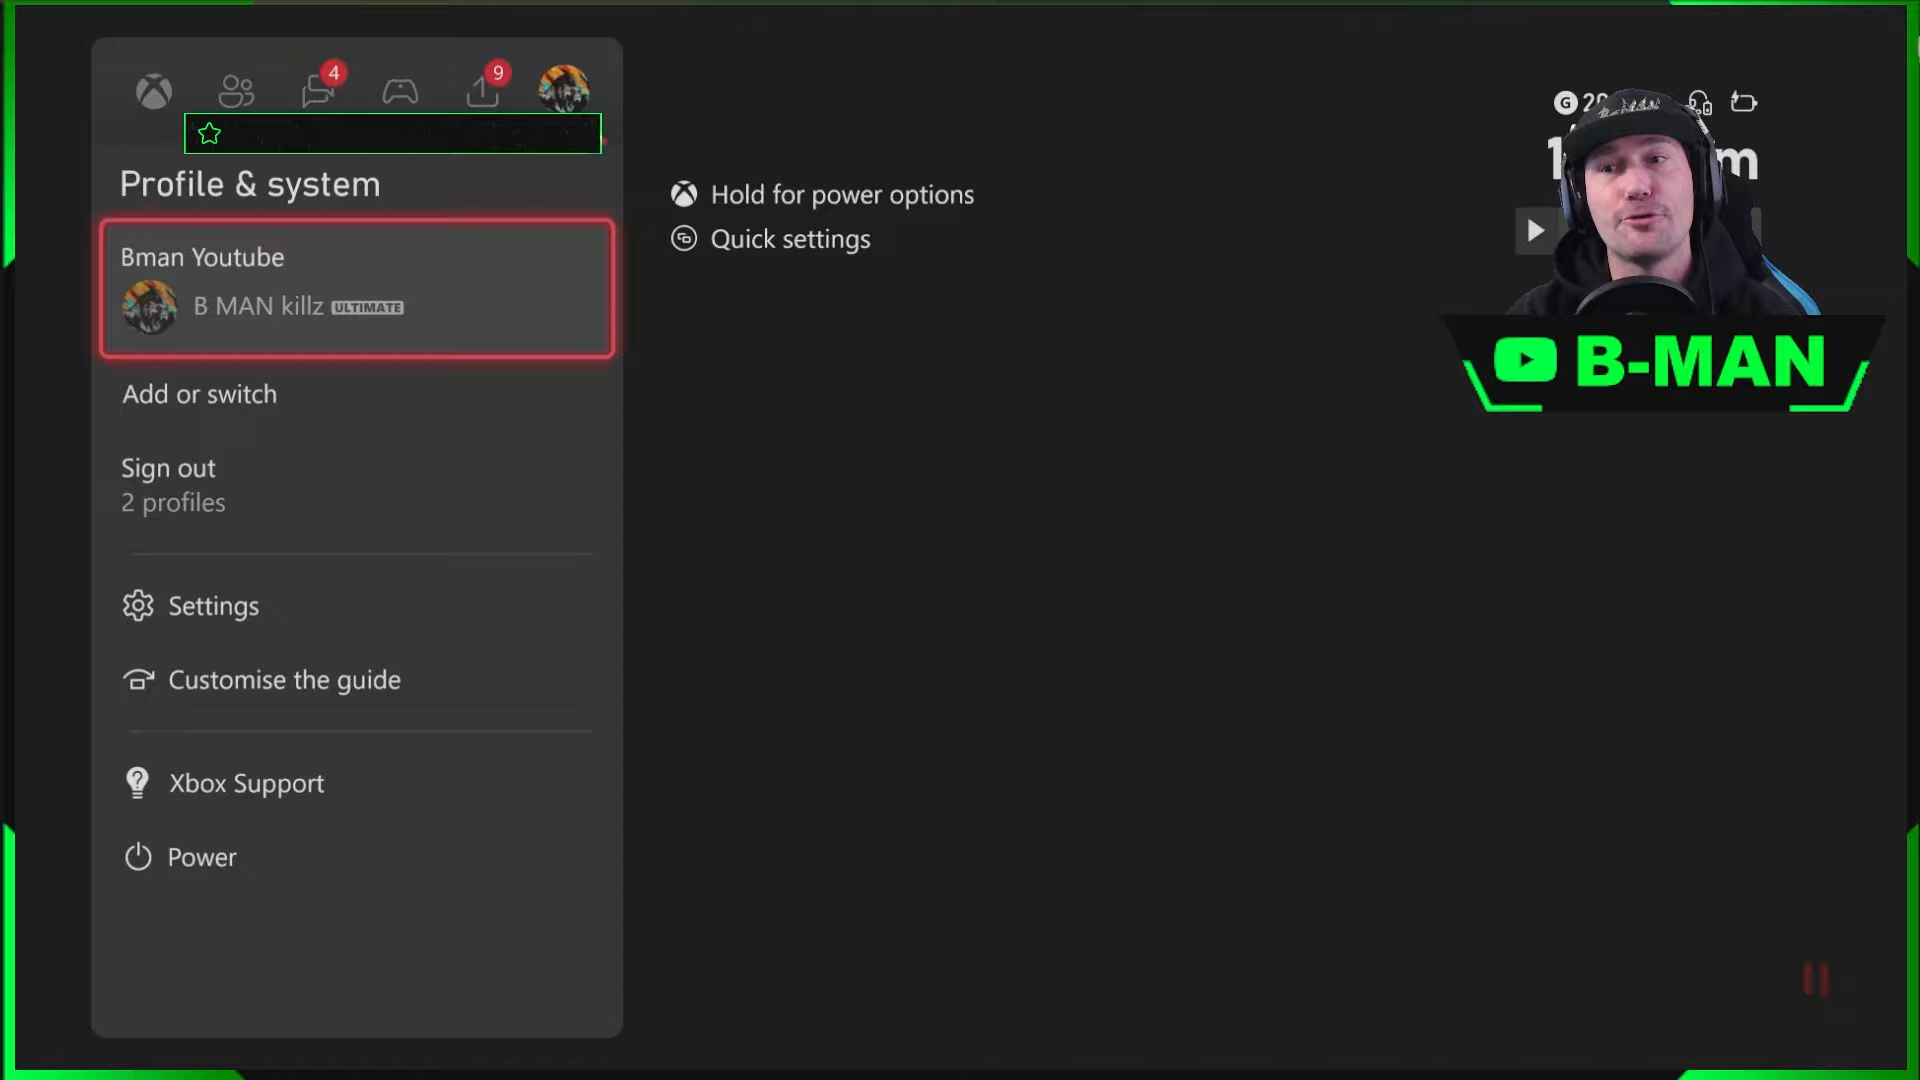 4
9
Profile & system
Bman Youtube
B MAN killz ULTIMATE
Add or switch
Sign out
2 profiles
Settings
Customise the guide
Xbox Support
Power
Hold for power options
Quick settings
G
B-MAN